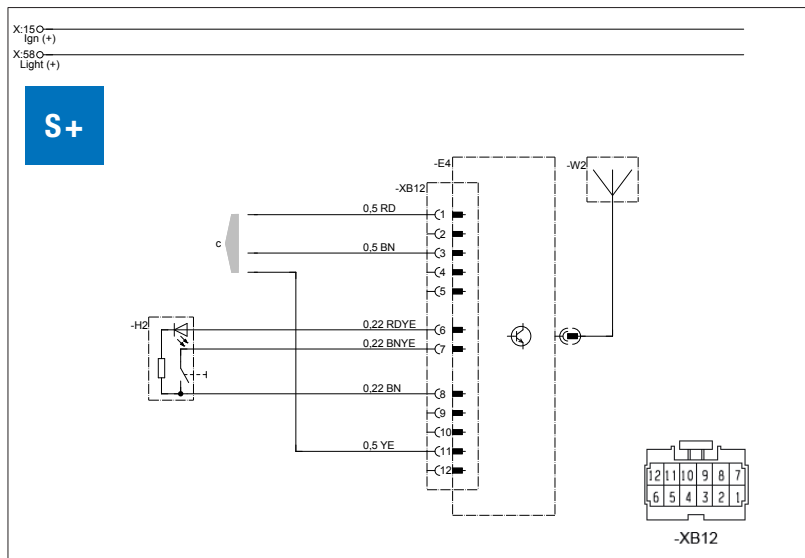 X:15
Ign (+)
X:58
Light (+)
S+
-E4
-W2
-XB12
0,5 RD
1
2
c
0,5 BN
3
4
5
-H2
0,22 RDYE
6
0,22 BNYE
7
0,22 BN
8
9
10
0,5 YE
11
12
12 11 10 9 8 7
6 5 4 3 2 1
-XB12